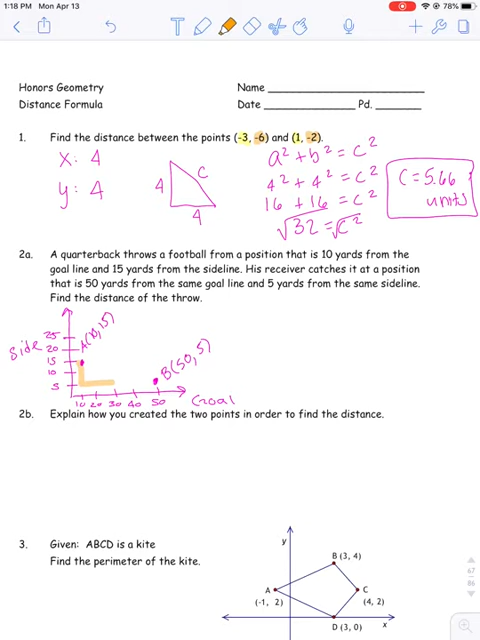 1:18 PM Mon Apr 13
78%
Honors Geometry
Name
Distance Formula
Date Pd.
1. Find the distance between the points (-3, -6) and (1, -2)
x: 4
y: 4
4
c
4
a² + b² = c²
4² + 4² = c²
16 + 16 = c²
√32 = √c²
C = 5.66
units
2a. A quarterback throws a football from a position that is 10 yards from the
goal line and 15 yards from the sideline. His receiver catches it at a position
that is 50 yards from the same goal line and 5 yards from the same sideline.
Find the distance of the throw.
Side
25
20
15
10
5
A(10,15)
B(50,5)
10 20 30 40 50
Goal
2b. Explain how you created the two points in order to find the distance.
3. Given: ABCD is a kite
Find the perimeter of the kite.
y
B (3, 4)
A
(-1, 2)
C
(4, 2)
D (3, 0)
x
67
86